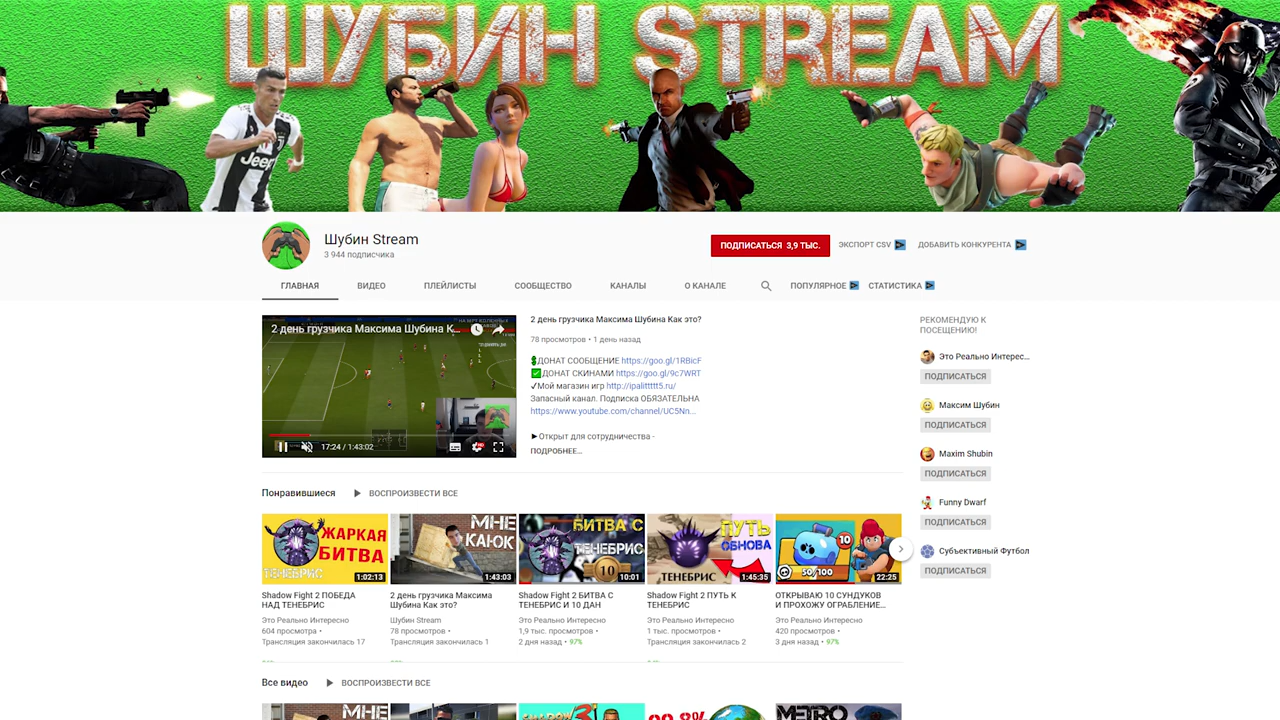 ШУБИН STREAM
Jeep
Шубин Stream
3 944 подписчика
ПОДПИСАТЬСЯ 3,9 ТЫС.
ЭКСПОРТ CSV
ДОБАВИТЬ КОНКУРЕНТА
ГЛАВНАЯ
ВИДЕО
ПЛЕЙЛИСТЫ
СООБЩЕСТВО
КАНАЛЫ
О КАНАЛЕ
ПОПУЛЯРНОЕ
СТАТИСТИКА
2 день грузчика Максима Шубина К...
17:24 / 1:43:02
2 день грузчика Максима Шубина Как это?
78 просмотров • 1 день назад
ДОНАТ СООБЩЕНИЕ https://goo.gl/1RBicF
ДОНАТ СКИНАМИ https://goo.gl/9c7WRT
✓Мой магазин игр http://ipalittttt5.ru/
Запасный канал. Подписка ОБЯЗАТЕЛЬНА
https://www.youtube.com/channel/UC5Nn...
►Открыт для сотрудничества -
ПОДРОБНЕЕ...
РЕКОМЕНДУЮ К
ПОСЕЩЕНИЮ!
Это Реально Интерес...
ПОДПИСАТЬСЯ
Максим Шубин
ПОДПИСАТЬСЯ
Maxim Shubin
ПОДПИСАТЬСЯ
Funny Dwarf
ПОДПИСАТЬСЯ
Субъективный Футбол
ПОДПИСАТЬСЯ
Понравившиеся
ВОСПРОИЗВЕСТИ ВСЕ
ЖАРКАЯ
БИТВА
ТЕНЕБРИС
1:02:13
МНЕ
КАЮК
1:43:03
БИТВА С
ТЕНЕБРИС
10
10:01
ПУТЬ
ОБНОВА
ТЕНЕБРИС
1:45:35
10
50/100
22:25
Shadow Fight 2 ПОБЕДА
НАД ТЕНЕБРИС
Это Реально Интересно
604 просмотра •
Трансляция закончилась 17
2 день грузчика Максима
Шубина Как это?
Шубин Stream
78 просмотров •
Трансляция закончилась 1
Shadow Fight 2 БИТВА С
ТЕНЕБРИС И 10 ДАН
Это Реально Интересно
1,9 тыс. просмотров •
2 дня назад • 97%
Shadow Fight 2 ПУТЬ К
ТЕНЕБРИС
Это Реально Интересно
1 тыс. просмотров •
Трансляция закончилась 2
ОТКРЫВАЮ 10 СУНДУКОВ
И ПРОХОЖУ ОГРАБЛЕНИЕ...
Это Реально Интересно
420 просмотров •
3 дня назад • 97%
Все видео
ВОСПРОИЗВЕСТИ ВСЕ
МНЕ
METRO